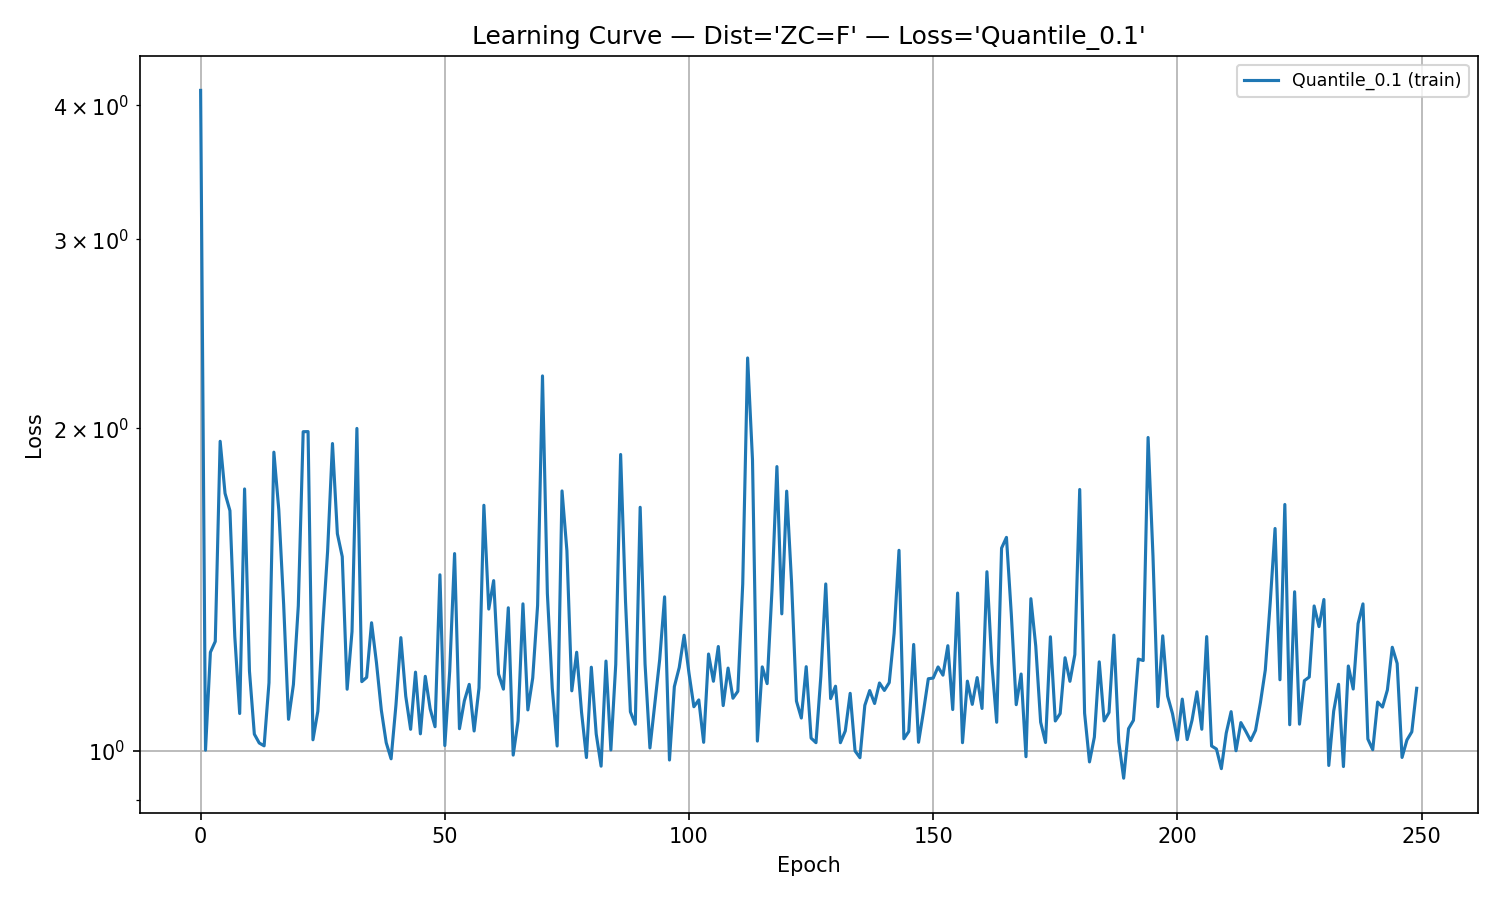 Learning Curve — Dist='ZC=F' — Loss='Quantile_0.1'
Quantile_0.1 (train)
4 × 10⁰
3 × 10⁰
2 × 10⁰
10⁰
Loss
0 50 100 150 200 250
Epoch